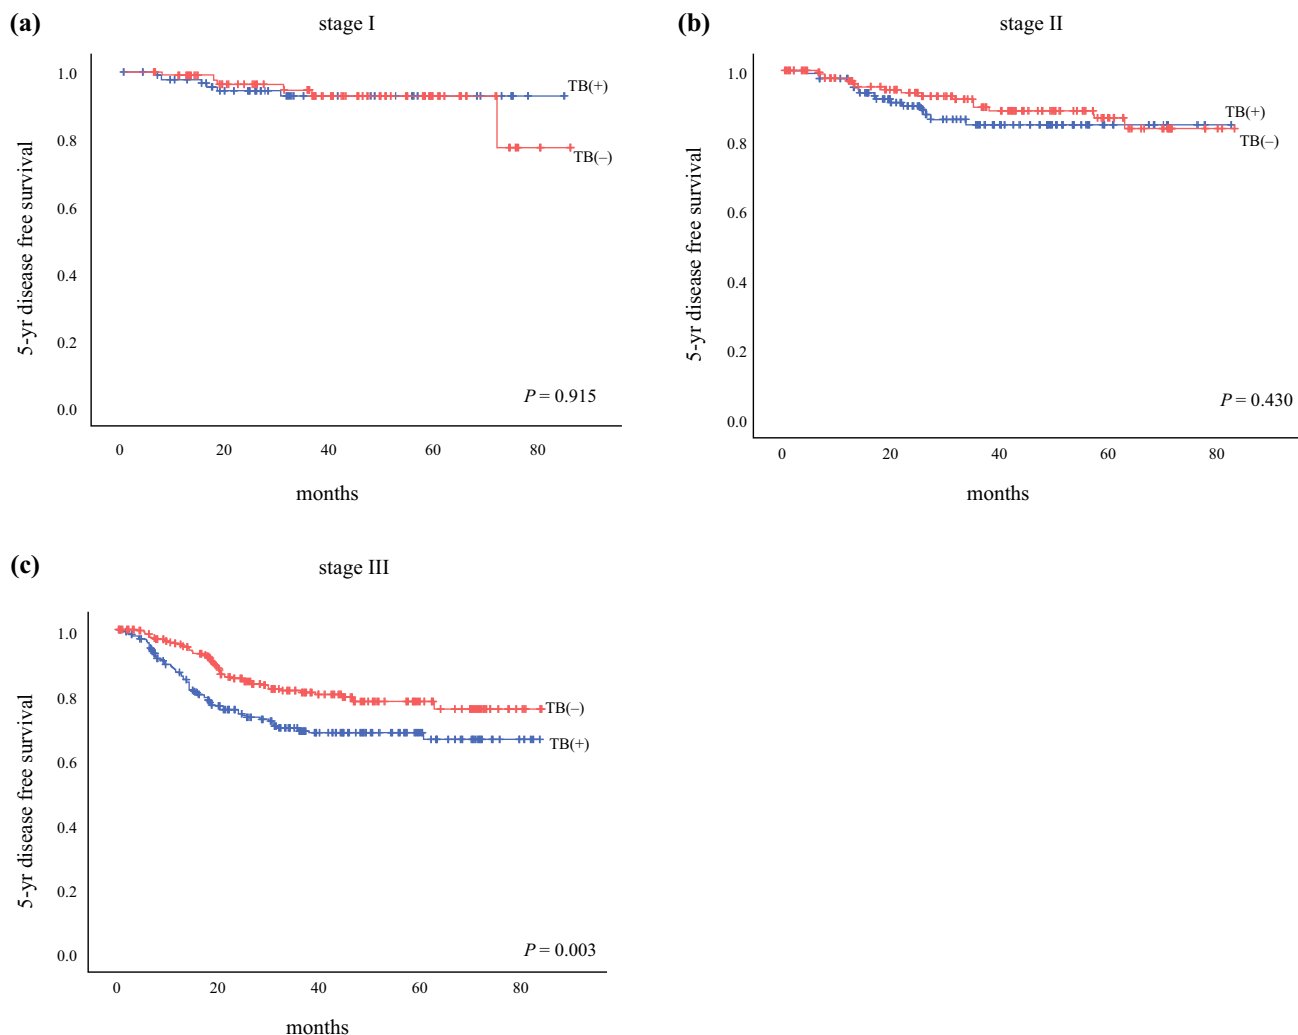 (a)
stage I
5-yr disease free survival
1.0
0.8
0.6
0.4
0.2
0.0
TB(+)
TB(–)
P = 0.915
0 20 40 60 80
months
(b)
stage II
5-yr disease free survival
1.0
0.8
0.6
0.4
0.2
0.0
TB(+)
TB(–)
P = 0.430
0 20 40 60 80
months
(c)
stage III
5-yr disease free survival
1.0
0.8
0.6
0.4
0.2
0.0
TB(–)
TB(+)
P = 0.003
0 20 40 60 80
months